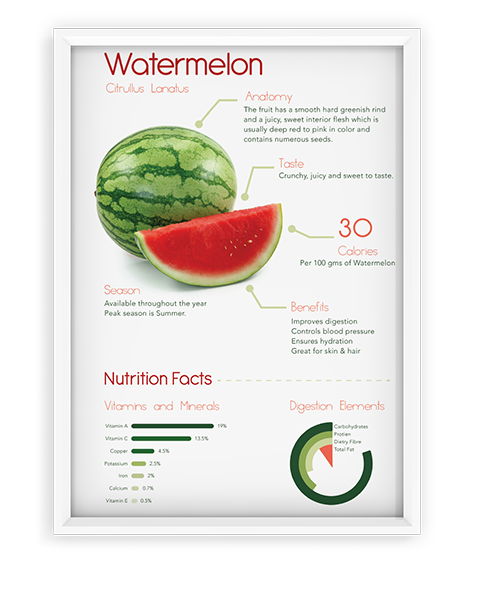 Watermelon
Citrullus Lanatus
Anatomy
The fruit has a smooth hard greenish rind
and a juicy, sweet interior flesh which is
usually deep red to pink in color and
contains numerous seeds.
Taste
Crunchy, juicy and sweet to taste.
30
Calories
Per 100 gms of Watermelon
Season
Available throughout the year
Peak season is Summer.
Benefits
Improves digestion
Controls blood pressure
Ensures hydration
Great for skin & hair
Nutrition Facts
Vitamins and Minerals
Vitamin A 19%
Vitamin C 13.5%
Copper 4.5%
Potassium 2.5%
Iron 2%
Calcium 0.7%
Vitamin E 0.5%
Digestion Elements
Carbohydrates
Protien
Dietry Fibre
Total Fat